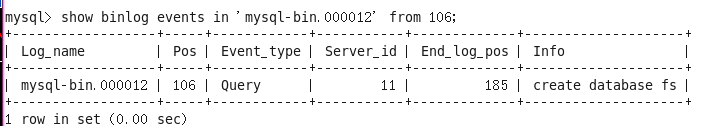 mysql> show binlog events in 'mysql-bin.000012' from 106;
+------------------+-----+------------+-----------+-------------+--------------------+
| Log_name         | Pos | Event_type | Server_id | End_log_pos | Info               |
+------------------+-----+------------+-----------+-------------+--------------------+
| mysql-bin.000012 | 106 | Query      |        11 |         185 | create database fs |
+------------------+-----+------------+-----------+-------------+--------------------+
1 row in set (0.00 sec)